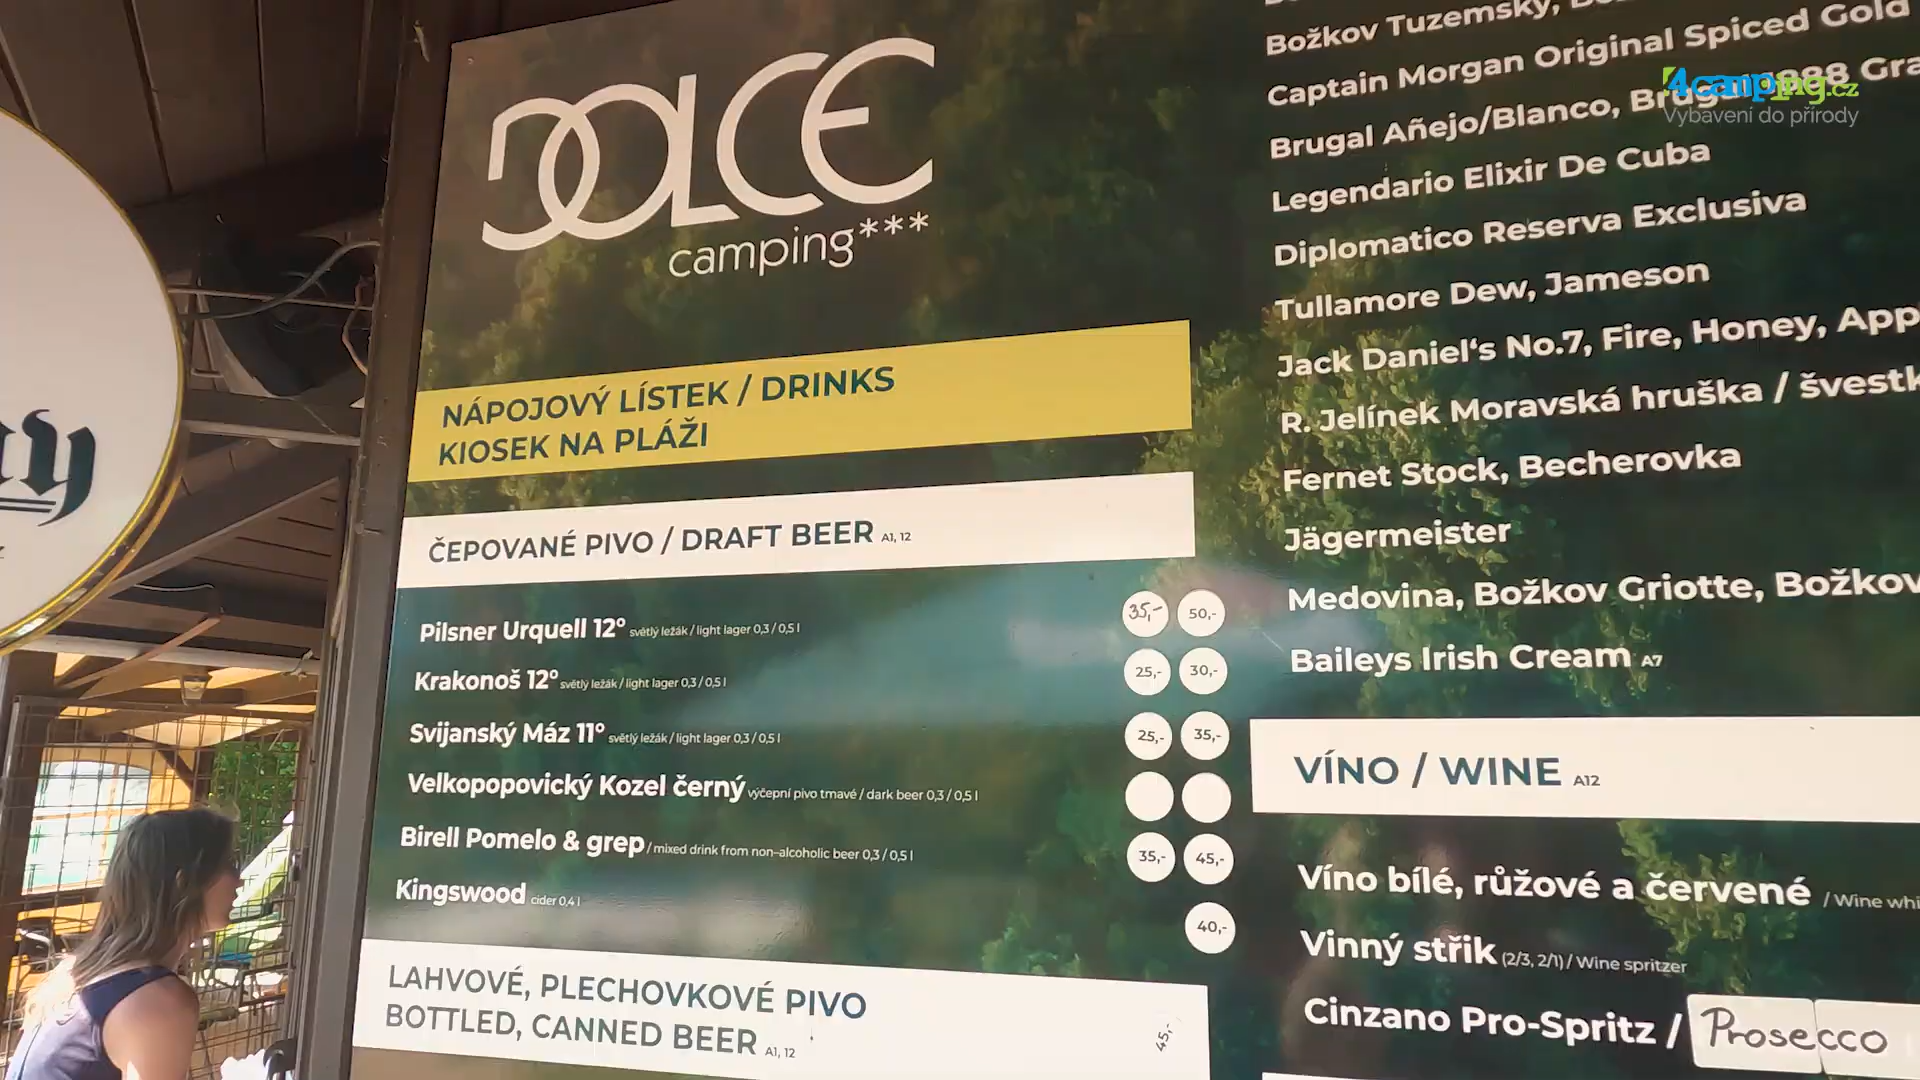 DOLCE
camping***
NÁPOJOVÝ LÍSTEK / DRINKS
KIOSEK NA PLÁŽI
ČEPOVANÉ PIVO / DRAFT BEER A1, 12
Pilsner Urquell 12° světlý ležák / light lager 0,3 / 0,5 l 35,- 50,-
Krakonoš 12° světlý ležák / light lager 0,3 / 0,5 l 25,- 30,-
Svijanský Máz 11° světlý ležák / light lager 0,3 / 0,5 l 25,- 35,-
Velkopopovický Kozel černý výčepní pivo tmavé / dark beer 0,3 / 0,5 l
Birell Pomelo & grep / mixed drink from non–alcoholic beer 0,3 / 0,5 l 35,- 45,-
Kingswood cider 0,4 l 40,-
LAHVOVÉ, PLECHOVKOVÉ PIVO
BOTTLED, CANNED BEER A1, 12
45,-
Božkov Tuzemský,
Captain Morgan Original Spiced Gold
Brugal Añejo/Blanco, Brugal 1888
Legendario Elixir De Cuba
Diplomatico Reserva Exclusiva
Tullamore Dew, Jameson
Jack Daniel‘s No.7, Fire, Honey, App
R. Jelínek Moravská hruška / švestk
Fernet Stock, Becherovka
Jägermeister
Medovina, Božkov Griotte, Božkov
Baileys Irish Cream A7
VÍNO / WINE A12
Víno bílé, růžové a červené / Wine whi
Vinný střik (2/3, 2/1) / Wine spritzer
Cinzano Pro-Spritz / Prosecco
4camping.cz
Vybavení do přírody